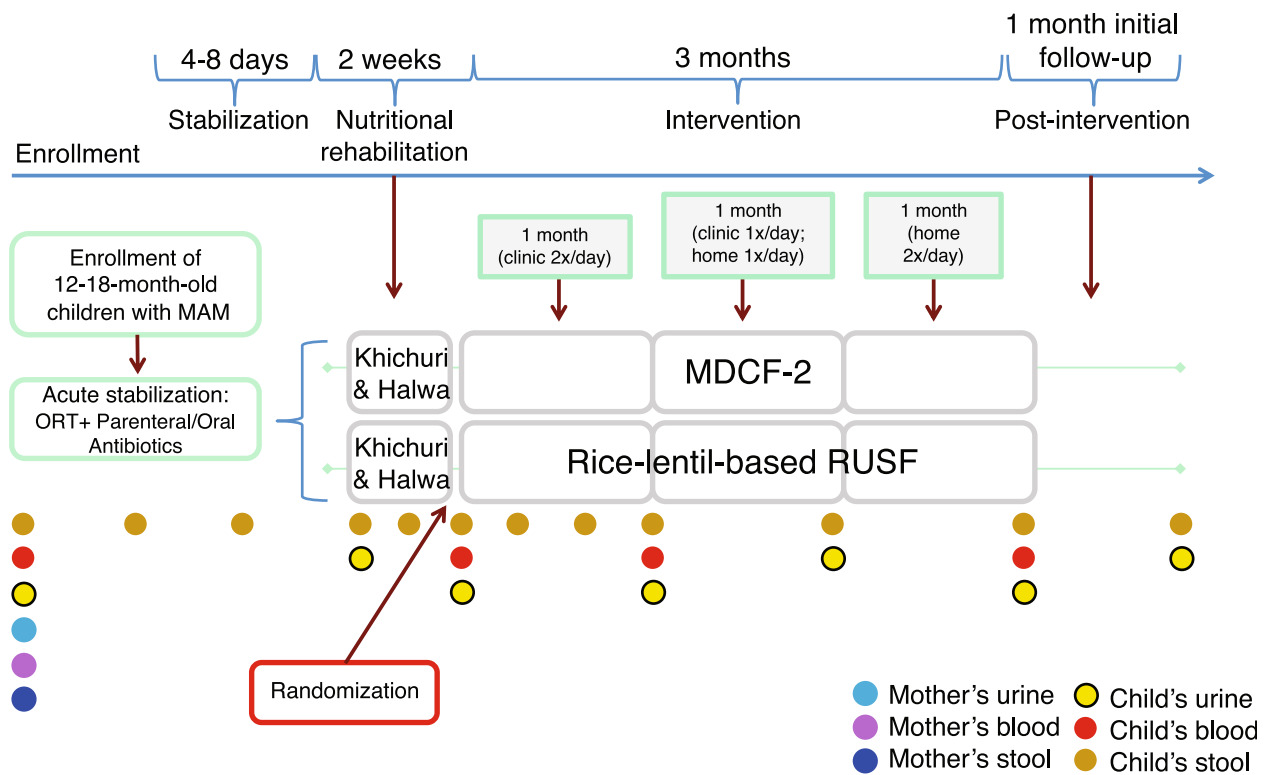 4-8 days
2 weeks
3 months
1 month initial
follow-up
Stabilization
Nutritional
rehabilitation
Intervention
Post-intervention
Enrollment
Enrollment of
12-18-month-old
children with MAM
1 month
(clinic 2x/day)
1 month
(clinic 1x/day;
home 1x/day)
1 month
(home
2x/day)
Acute stabilization:
ORT+ Parenteral/Oral
Antibiotics
Khichuri
& Halwa
MDCF-2
Khichuri
& Halwa
Rice-lentil-based RUSF
Randomization
Mother's urine
Mother's blood
Mother's stool
Child's urine
Child's blood
Child's stool